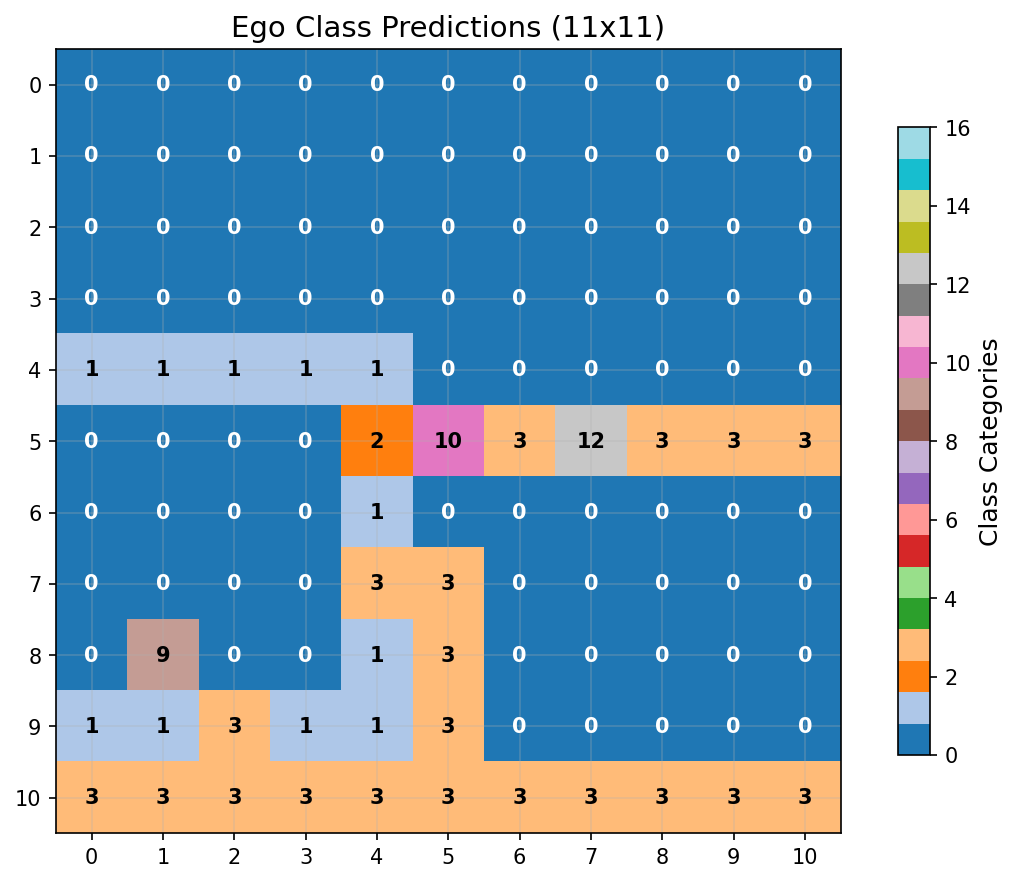 Ego Class Predictions (11x11)
0 0 0 0 0 0 0 0 0 0 0 0
1 0 0 0 0 0 0 0 0 0 0 0
2 0 0 0 0 0 0 0 0 0 0 0
3 0 0 0 0 0 0 0 0 0 0 0
4 1 1 1 1 1 0 0 0 0 0 0
5 0 0 0 0 2 10 3 12 3 3 3
6 0 0 0 0 1 0 0 0 0 0 0
7 0 0 0 0 3 3 0 0 0 0 0
8 0 9 0 0 1 3 0 0 0 0 0
9 1 1 3 1 1 3 0 0 0 0 0
10 3 3 3 3 3 3 3 3 3 3 3
0 1 2 3 4 5 6 7 8 9 10
16
14
12
10
8
6
4
2
0
Class Categories